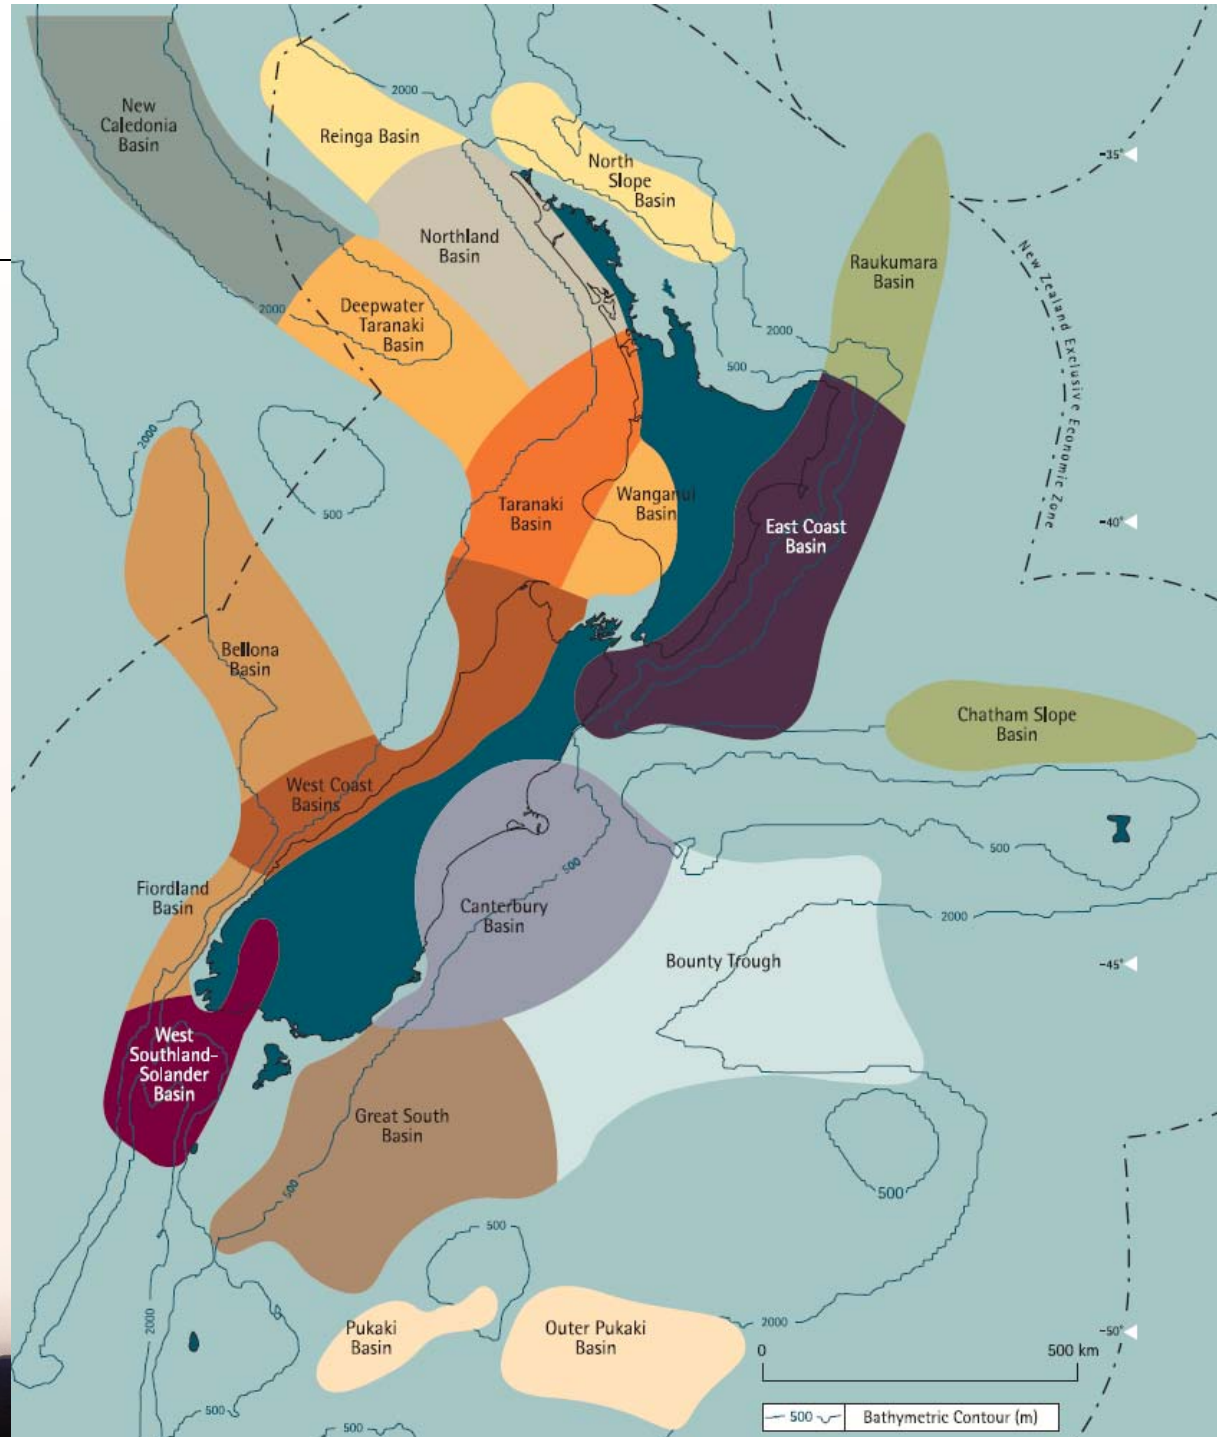 New
Caledonia
Basin
Reinga Basin
2000
North
Slope
Basin
-35°
Northland
Basin
Raukumara
Basin
New Zealand Exclusive Economic Zone
Deepwater
Taranaki
Basin
2000
2000
500
2000
500
Taranaki
Basin
Wanganui
Basin
East Coast
Basin
-40°
Bellona
Basin
Chatham Slope
Basin
West Coast
Basins
500
500
Fiordland
Basin
Canterbury
Basin
2000
Bounty Trough
-45°
West
Southland-
Solander
Basin
Great South
Basin
500
500
500
2000
Pukaki
Basin
Outer Pukaki
Basin
2000
-50°
0
500 km
500
500
500
Bathymetric Contour (m)